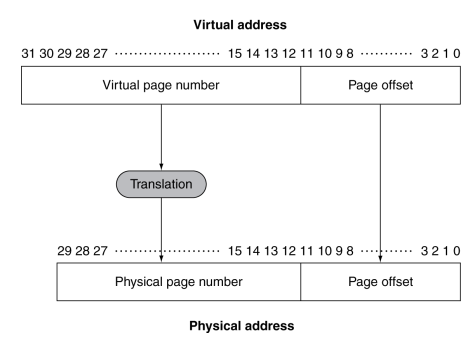 Virtual address
31 30 29 28 27 ························ 15 14 13 12 11 10 9 8 ··········· 3 2 1 0
Virtual page number Page offset
Translation
29 28 27 ························ 15 14 13 12 11 10 9 8 ··········· 3 2 1 0
Physical page number Page offset
Physical address